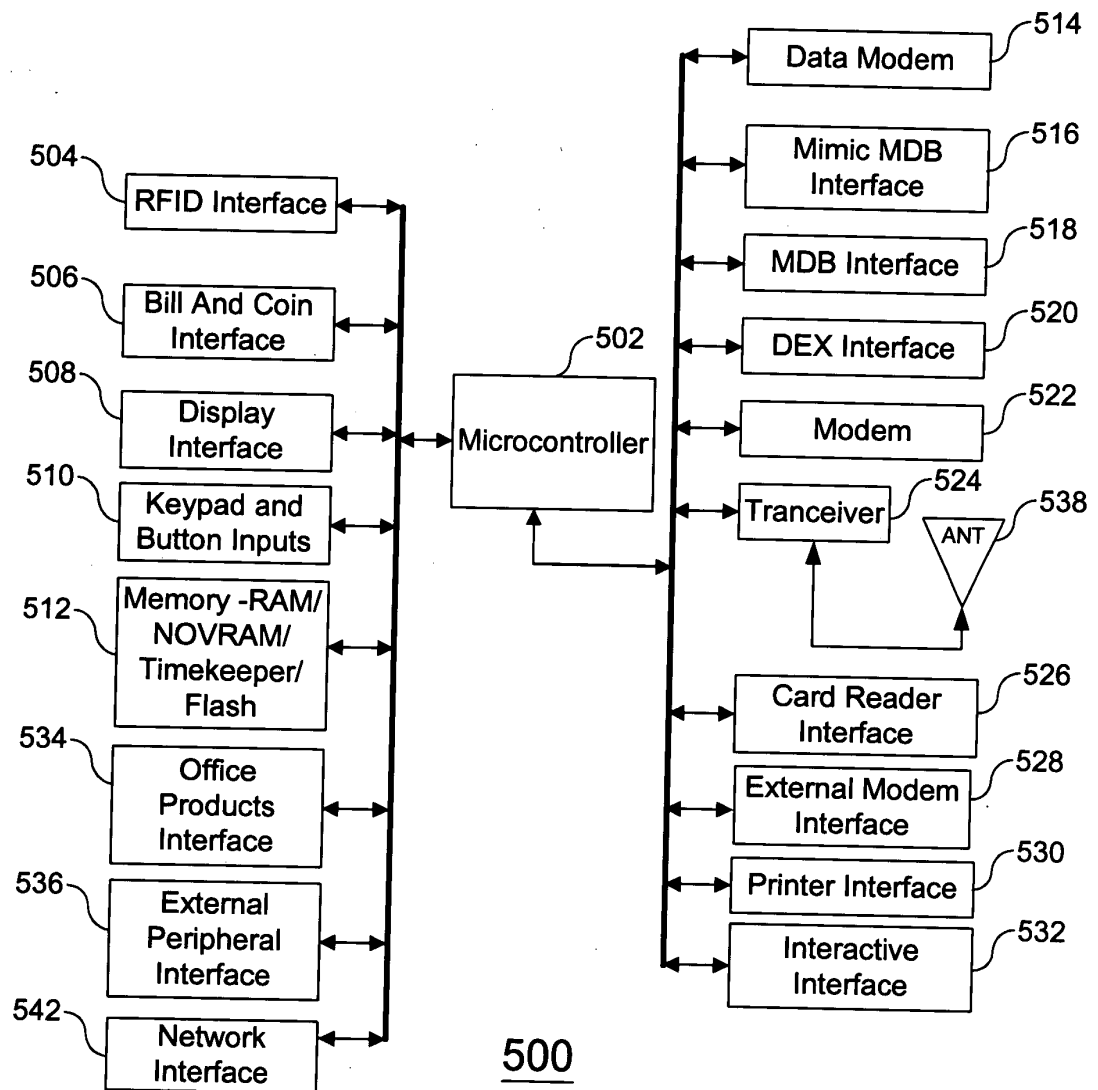 514
Data Modem
504
RFID Interface
516
Mimic MDB
Interface
506
Bill And Coin
Interface
518
MDB Interface
502
Microcontroller
520
DEX Interface
508
Display
Interface
522
Modem
510
Keypad and
Button Inputs
524
Tranceiver
538
ANT
512
Memory -RAM/
NOVRAM/
Timekeeper/
Flash
526
Card Reader
Interface
534
Office
Products
Interface
528
External Modem
Interface
530
Printer Interface
536
External
Peripheral
Interface
532
Interactive
Interface
542
Network
Interface
500